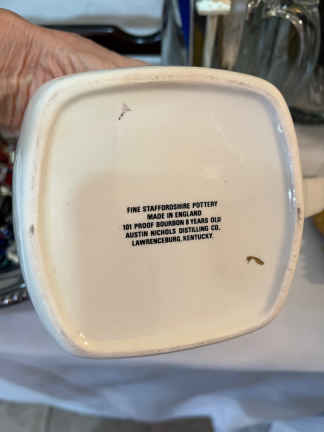 FINE STAFFORDSHIRE POTTERY
MADE IN ENGLAND
101 PROOF BOURBON 8 YEARS OLD
AUSTIN NICHOLS DISTILLING CO.
LAWRENCEBURG, KENTUCKY.